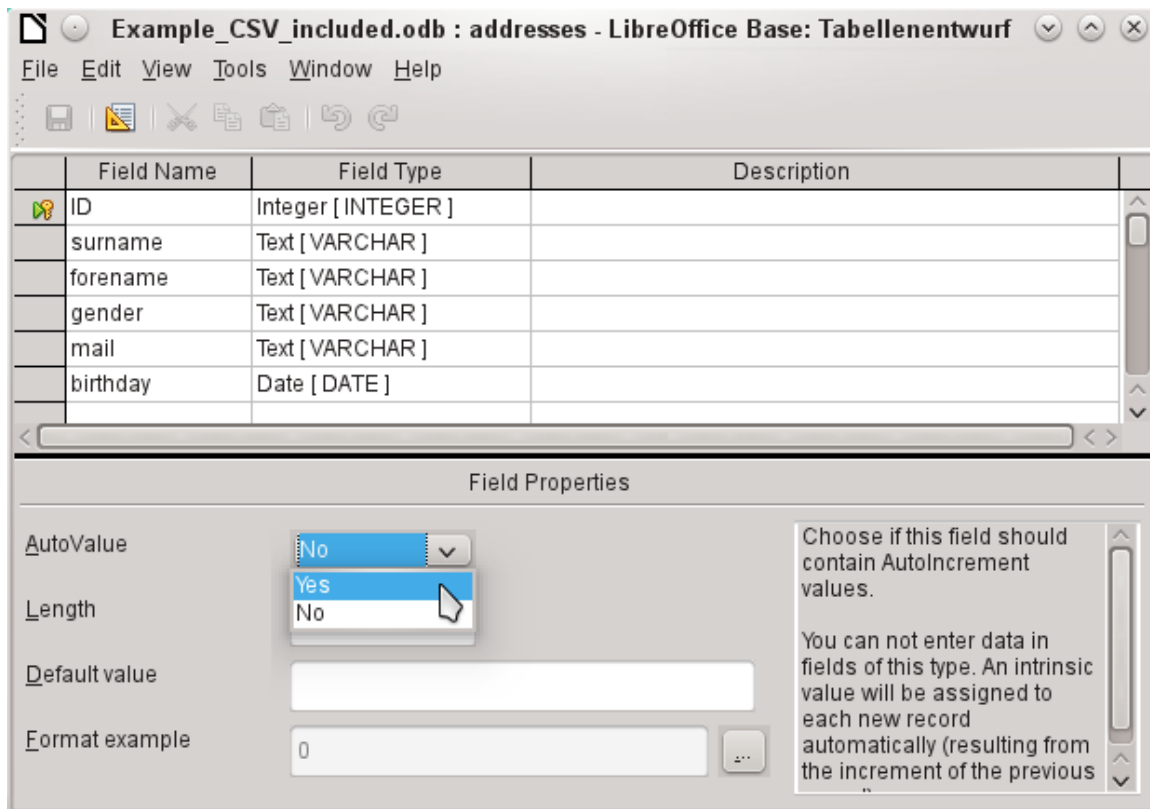 Example_CSV_included.odb : addresses - LibreOffice Base: Tabellenentwurf
File Edit View Tools Window Help
Field Name Field Type Description
ID Integer [ INTEGER ]
surname Text [ VARCHAR ]
forename Text [ VARCHAR ]
gender Text [ VARCHAR ]
mail Text [ VARCHAR ]
birthday Date [ DATE ]
Field Properties
AutoValue No
Yes
No
Length
Default value
Format example 0 ...
Choose if this field should
contain AutoIncrement
values.
You can not enter data in
fields of this type. An intrinsic
value will be assigned to
each new record
automatically (resulting from
the increment of the previous